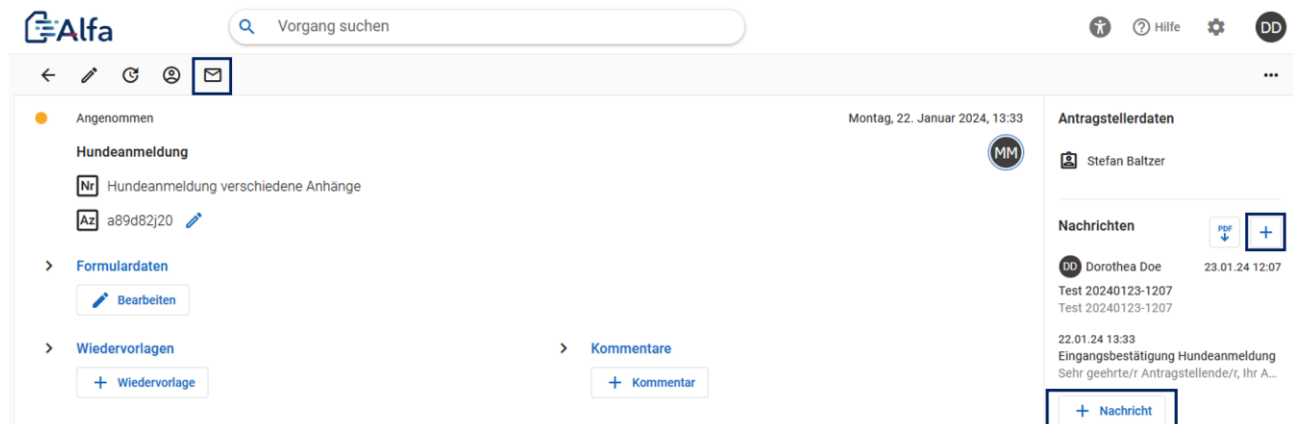 Alfa
Vorgang suchen
Hilfe
DD
Angenommen
Montag, 22. Januar 2024, 13:33
Hundeanmeldung
MM
Nr Hundeanmeldung verschiedene Anhänge
Az a89d82j20
Formulardaten
Bearbeiten
Wiedervorlagen
+ Wiedervorlage
Kommentare
+ Kommentar
Antragstellerdaten
Stefan Baltzer
Nachrichten
PDF
+
DD Dorothea Doe 23.01.24 12:07
Test 20240123-1207
Test 20240123-1207
22.01.24 13:33
Eingangsbestätigung Hundeanmeldung
Sehr geehrte/r Antragstellende/r, Ihr A...
+ Nachricht